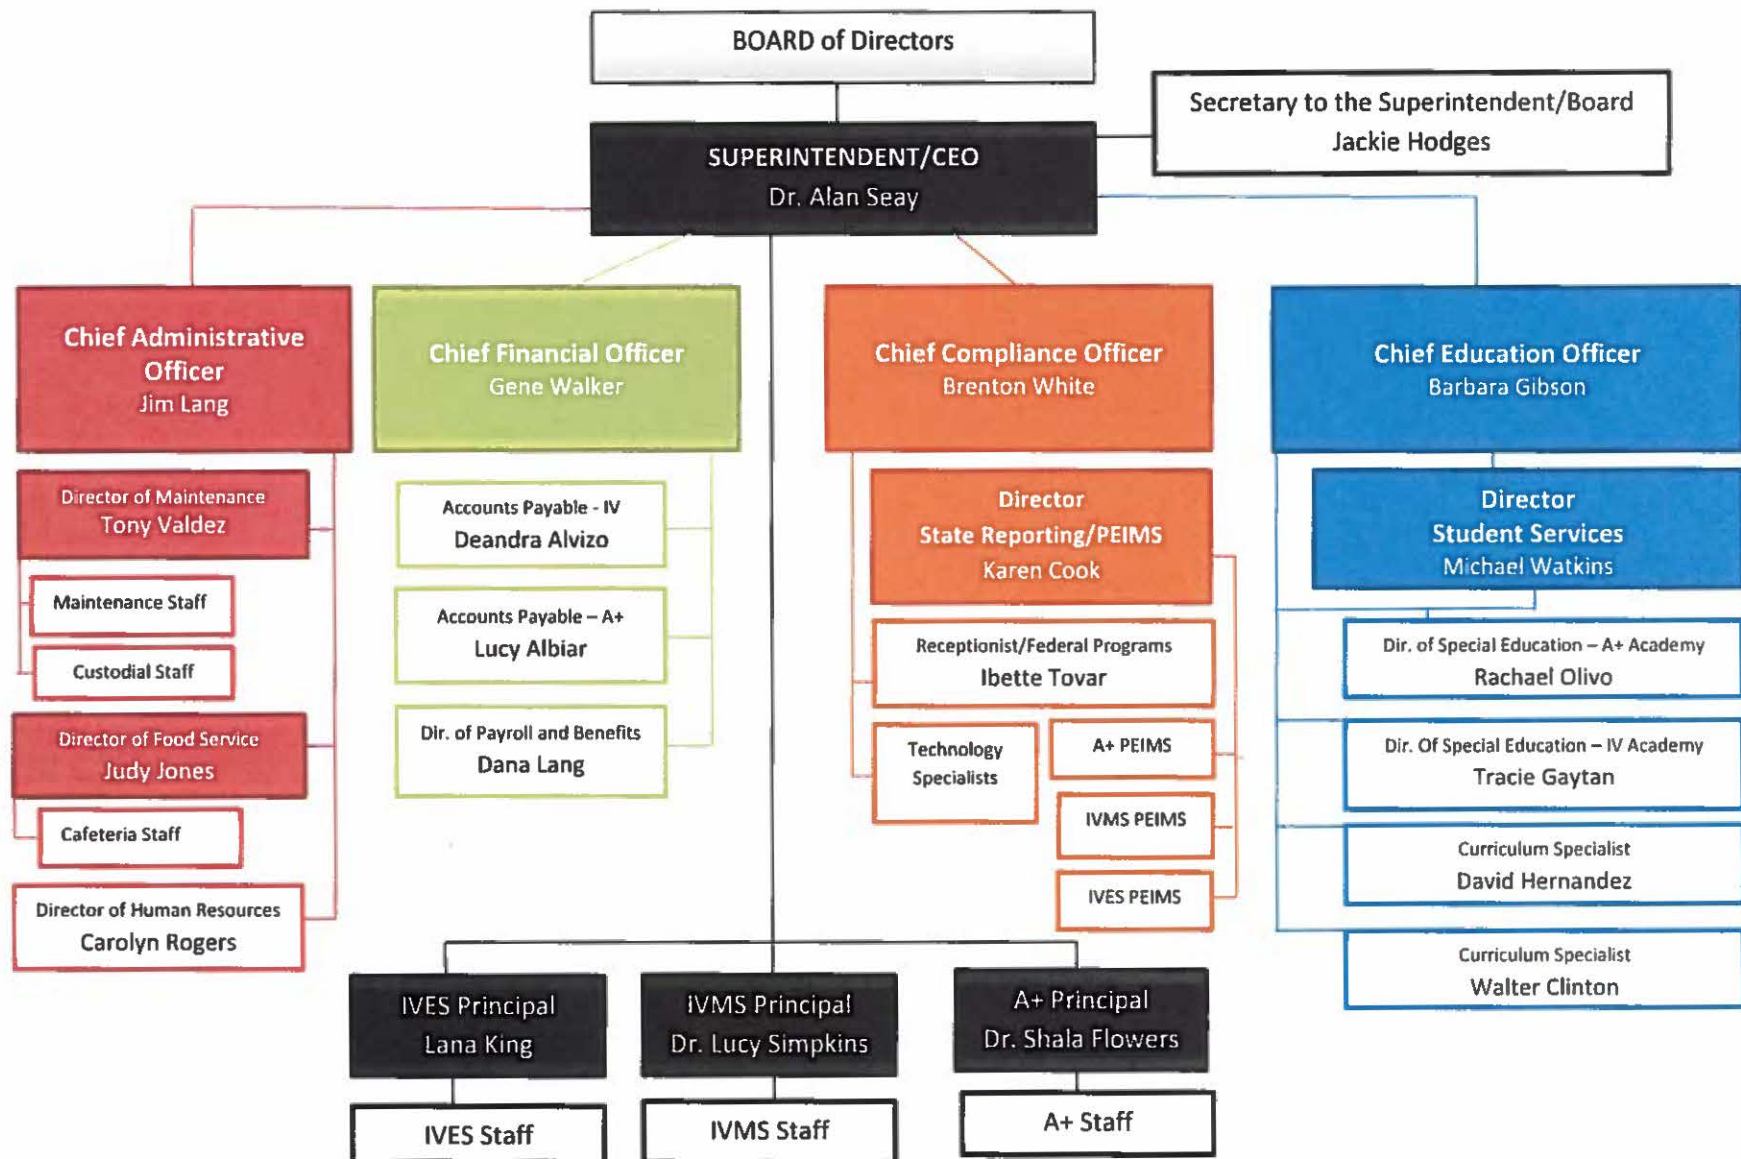 BOARD of Directors
Secretary to the Superintendent/Board
Jackie Hodges
SUPERINTENDENT/CEO
Dr. Alan Seay
Chief Administrative
Officer
Jim Lang
Chief Financial Officer
Gene Walker
Chief Compliance Officer
Brenton White
Chief Education Officer
Barbara Gibson
Director of Maintenance
Tony Valdez
Maintenance Staff
Custodial Staff
Director of Food Service
Judy Jones
Cafeteria Staff
Director of Human Resources
Carolyn Rogers
Accounts Payable - IV
Deandra Alvizo
Accounts Payable – A+
Lucy Albiar
Dir. of Payroll and Benefits
Dana Lang
Director
State Reporting/PEIMS
Karen Cook
Receptionist/Federal Programs
Ibette Tovar
Technology
Specialists
A+ PEIMS
IVMS PEIMS
IVES PEIMS
Director
Student Services
Michael Watkins
Dir. of Special Education – A+ Academy
Rachael Olivo
Dir. Of Special Education – IV Academy
Tracie Gaytan
Curriculum Specialist
David Hernandez
Curriculum Specialist
Walter Clinton
IVES Principal
Lana King
IVMS Principal
Dr. Lucy Simpkins
A+ Principal
Dr. Shala Flowers
IVES Staff
IVMS Staff
A+ Staff